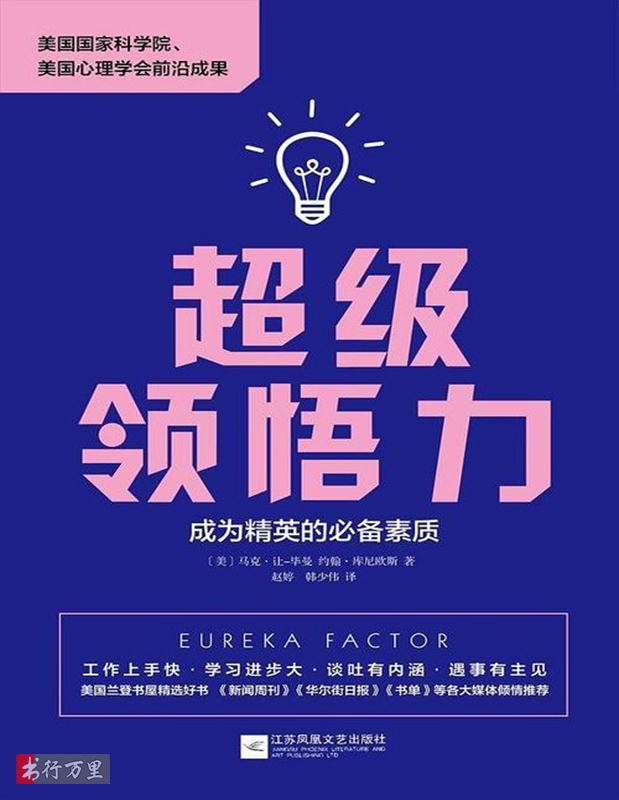 美国国家科学院、
美国心理学会前沿成果
超级
领悟力
成为精英的必备素质
〔美〕马克·让-毕曼 约翰·库尼欧斯 著
赵婷 韩少伟 译
EUREKA FACTOR
工作上手快·学习进步大·谈吐有内涵·遇事有主见
美国兰登书屋精选好书 《新闻周刊》《华尔街日报》《书单》等各大媒体倾情推荐
江苏凤凰文艺出版社
JIANGSU PHOENIX LITERATURE AND
ART PUBLISHING LTD
书行万里